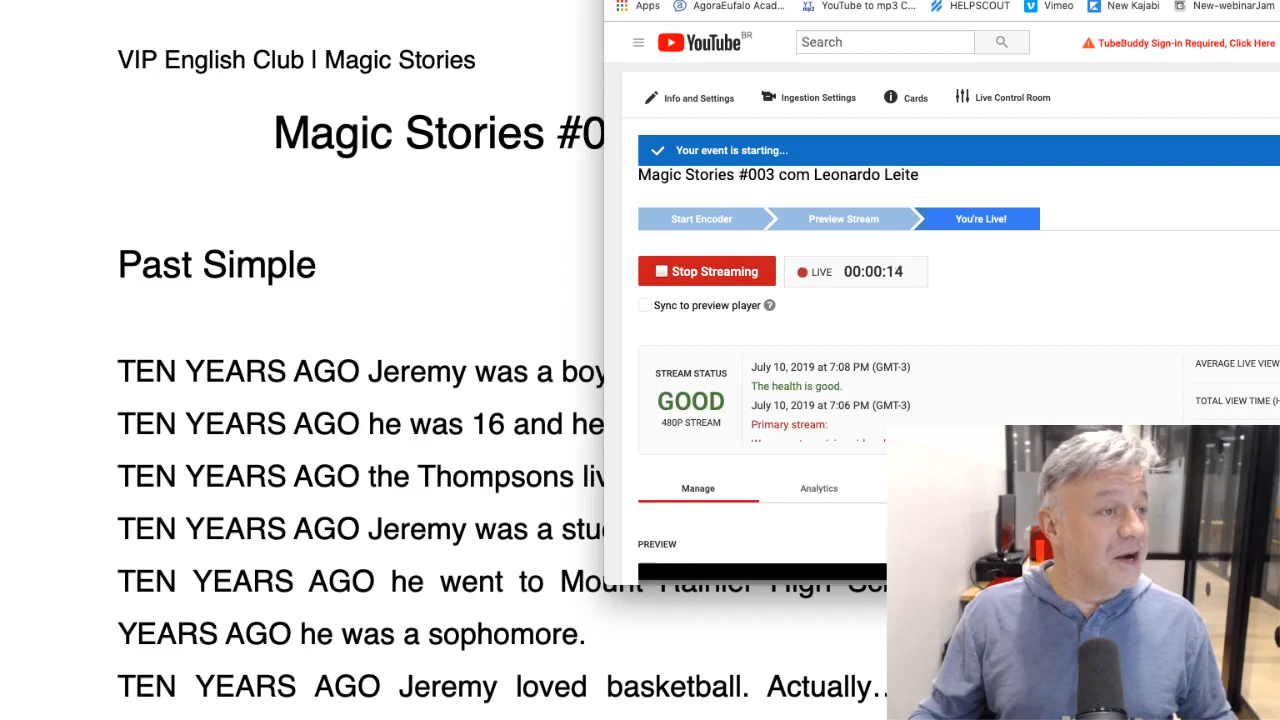 VIP English Club | Magic Stories
Magic Stories #0
Past Simple
TEN YEARS AGO Jeremy was a boy
TEN YEARS AGO he was 16 and he
TEN YEARS AGO the Thompsons liv
TEN YEARS AGO Jeremy was a stu
TEN YEARS AGO he went to Mount Rainier High Sc
YEARS AGO he was a sophomore.
TEN YEARS AGO Jeremy loved basketball. Actually…
Apps AgoraEufalo Acad... YouTube to mp3 C... HELPSCOUT Vimeo New Kajabi New-webinarJam
YouTube BR
Search
TubeBuddy Sign-in Required, Click Here
Info and Settings Ingestion Settings Cards Live Control Room
Your event is starting...
Magic Stories #003 com Leonardo Leite
Start Encoder Preview Stream You're Live!
Stop Streaming LIVE 00:00:14
Sync to preview player ?
STREAM STATUS
GOOD
480P STREAM
July 10, 2019 at 7:08 PM (GMT-3)
The health is good.
July 10, 2019 at 7:06 PM (GMT-3)
Primary stream:
AVERAGE LIVE VIEW
TOTAL VIEW TIME (H
Manage Analytics
PREVIEW